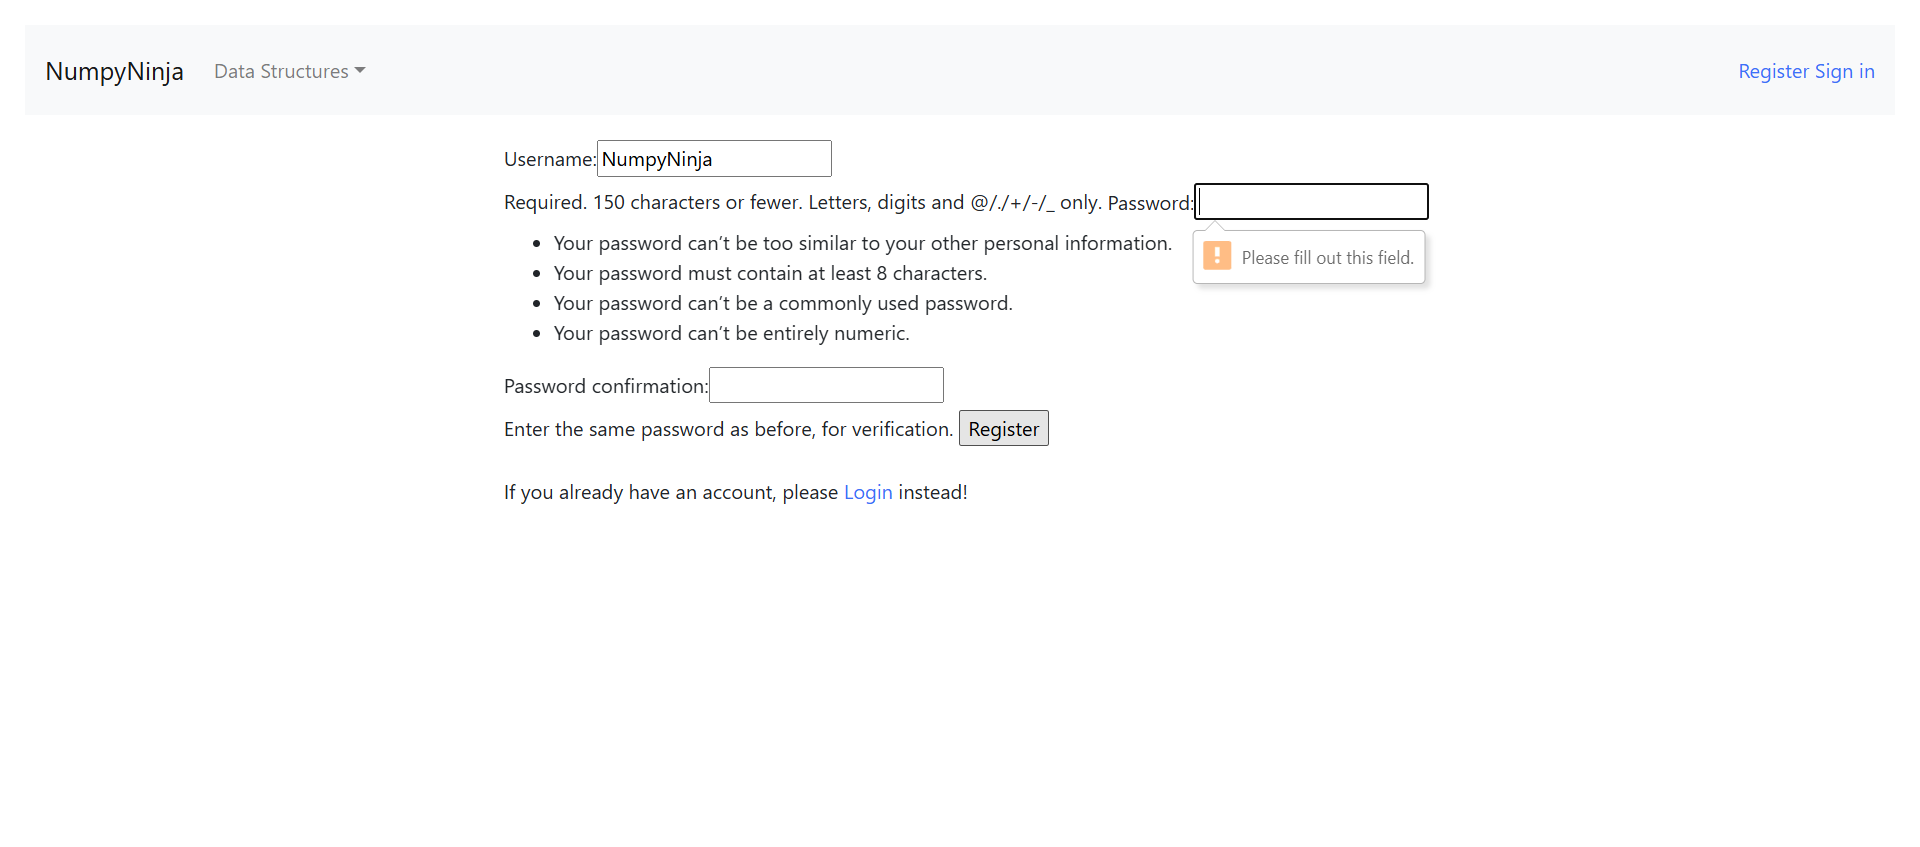 NumpyNinja Data Structures Register Sign in
Username: NumpyNinja
Required. 150 characters or fewer. Letters, digits and @/./+/-/_ only. Password:
Please fill out this field.
• Your password can’t be too similar to your other personal information.
• Your password must contain at least 8 characters.
• Your password can’t be a commonly used password.
• Your password can’t be entirely numeric.
Password confirmation:
Enter the same password as before, for verification. Register
If you already have an account, please Login instead!